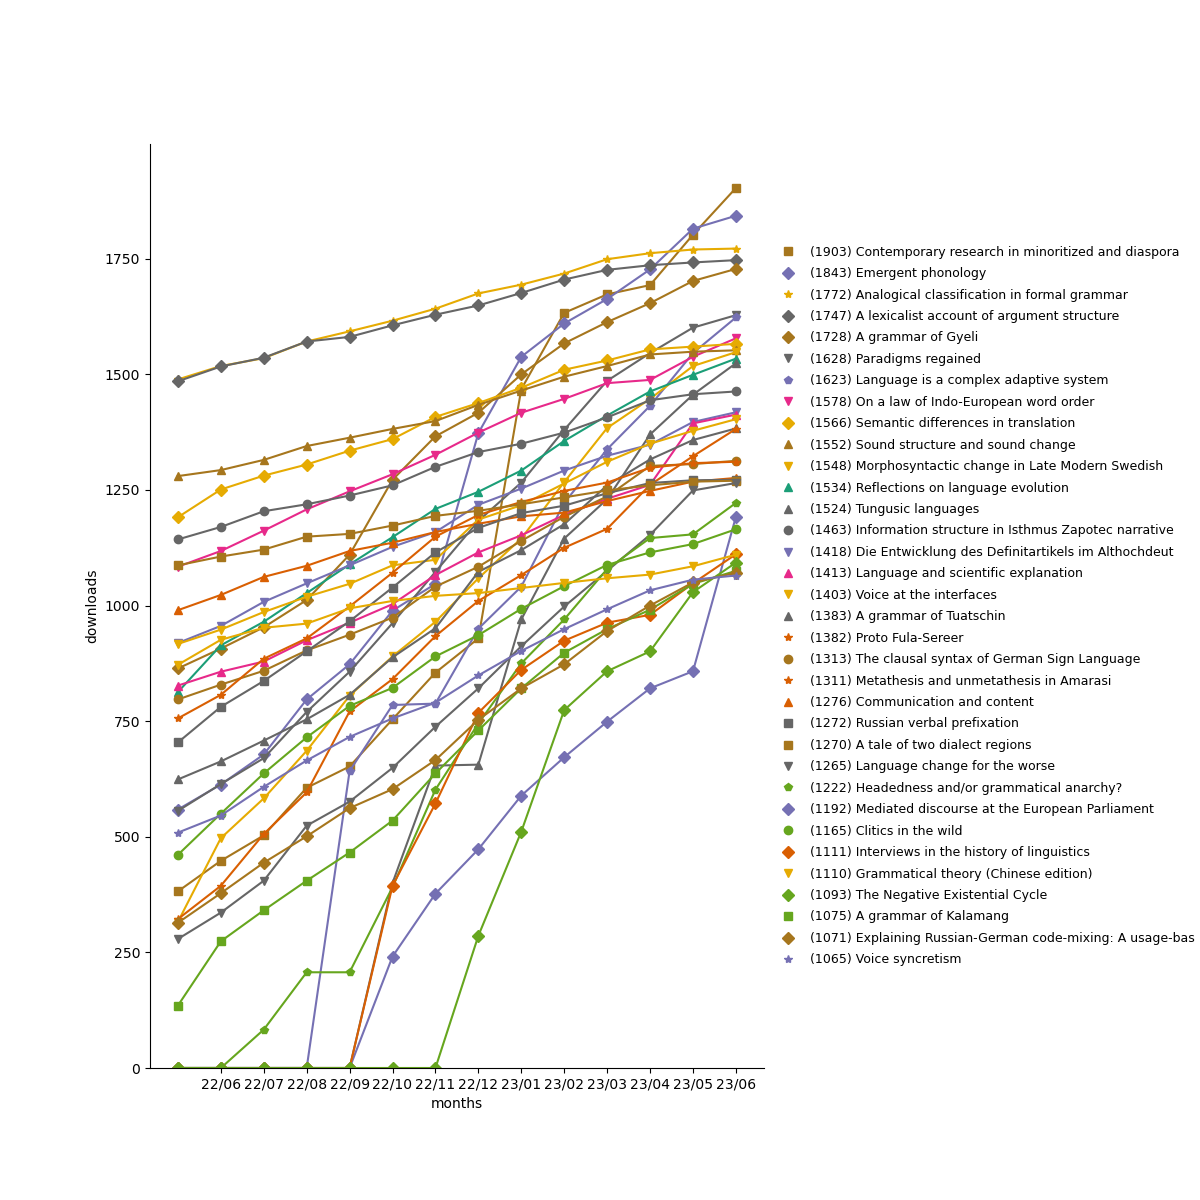 downloads
1750
1500
1250
1000
750
500
250
0
22/06 22/07 22/08 22/09 22/10 22/11 22/12 23/01 23/02 23/03 23/04 23/05 23/06
months
(1903) Contemporary research in minoritized and diaspora
(1843) Emergent phonology
(1772) Analogical classification in formal grammar
(1747) A lexicalist account of argument structure
(1728) A grammar of Gyeli
(1628) Paradigms regained
(1623) Language is a complex adaptive system
(1578) On a law of Indo-European word order
(1566) Semantic differences in translation
(1552) Sound structure and sound change
(1548) Morphosyntactic change in Late Modern Swedish
(1534) Reflections on language evolution
(1524) Tungusic languages
(1463) Information structure in Isthmus Zapotec narrative
(1418) Die Entwicklung des Definitartikels im Althochdeut
(1413) Language and scientific explanation
(1403) Voice at the interfaces
(1383) A grammar of Tuatschin
(1382) Proto Fula-Sereer
(1313) The clausal syntax of German Sign Language
(1311) Metathesis and unmetathesis in Amarasi
(1276) Communication and content
(1272) Russian verbal prefixation
(1270) A tale of two dialect regions
(1265) Language change for the worse
(1222) Headedness and/or grammatical anarchy?
(1192) Mediated discourse at the European Parliament
(1165) Clitics in the wild
(1111) Interviews in the history of linguistics
(1110) Grammatical theory (Chinese edition)
(1093) The Negative Existential Cycle
(1075) A grammar of Kalamang
(1071) Explaining Russian-German code-mixing: A usage-bas
(1065) Voice syncretism